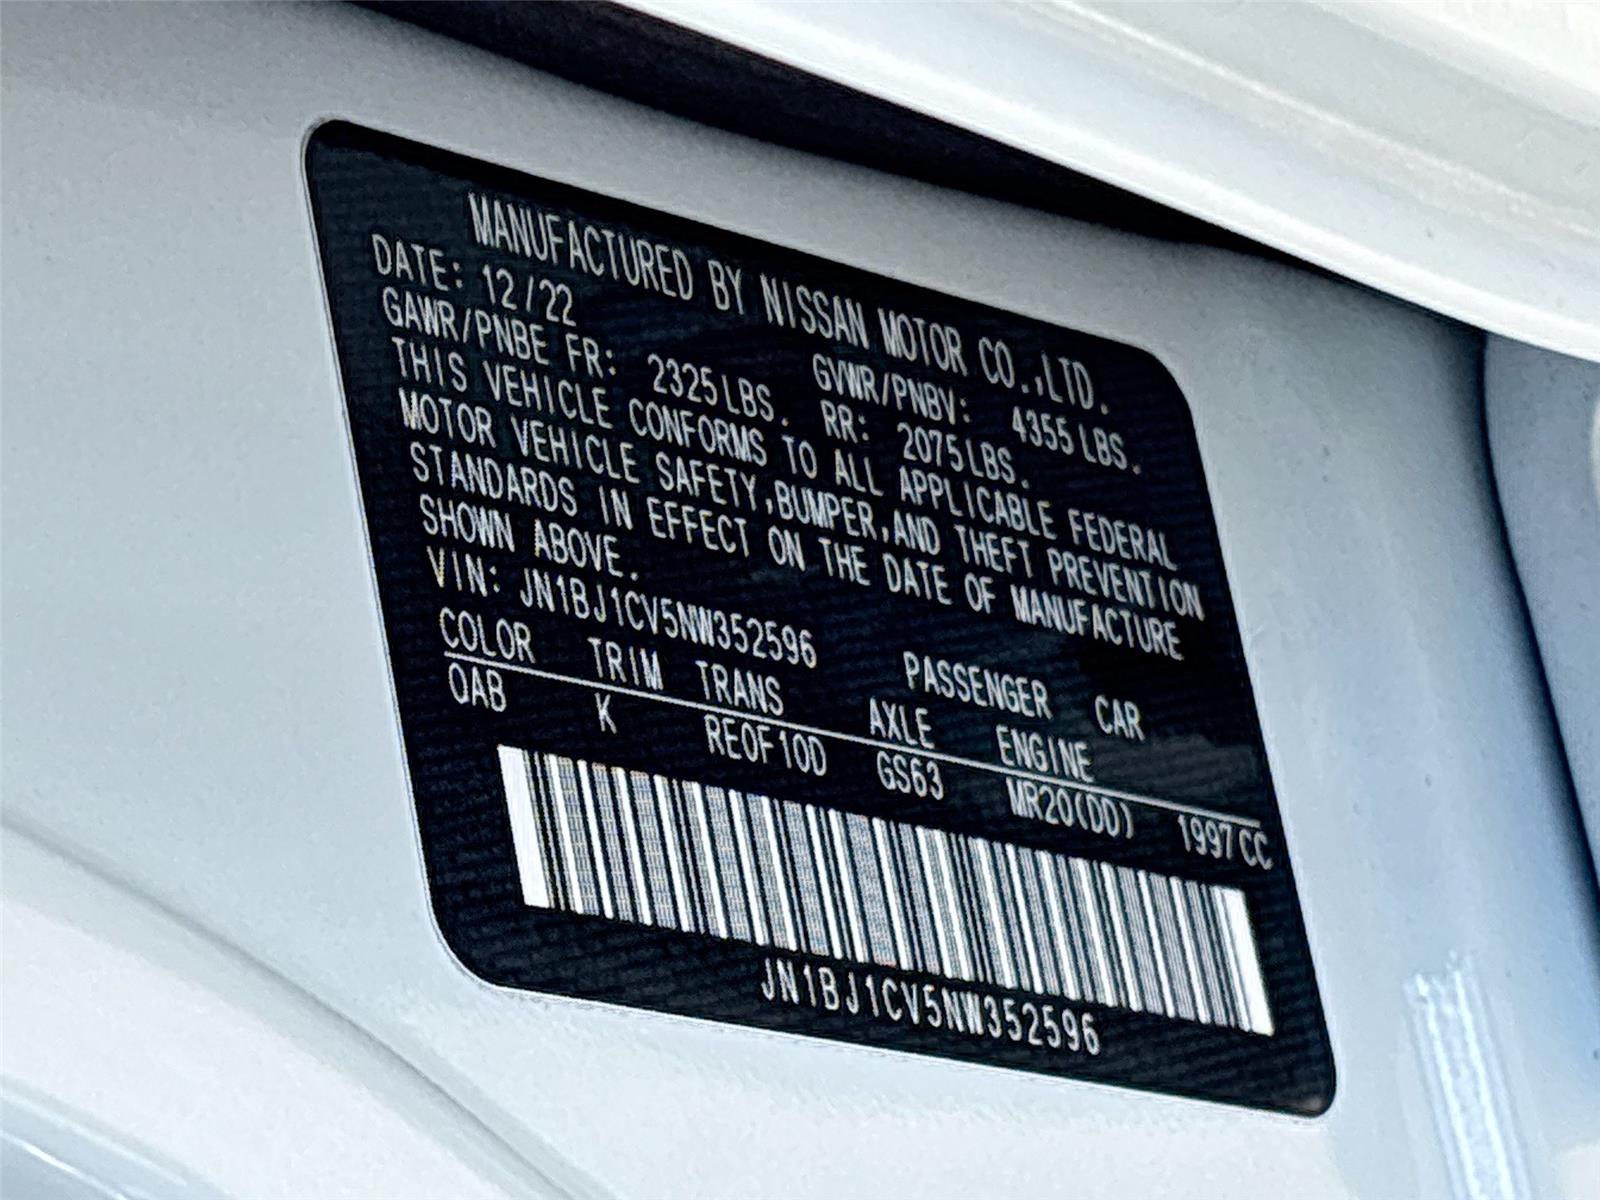 MANUFACTURED BY NISSAN MOTOR CO.,LTD.
DATE: 12/22 GVWR/PNBV: 4355LBS.
GAWR/PNBE FR: 2325LBS. RR: 2075LBS.
THIS VEHICLE CONFORMS TO ALL APPLICABLE FEDERAL
MOTOR VEHICLE SAFETY,BUMPER,AND THEFT PREVENTION
STANDARDS IN EFFECT ON THE DATE OF MANUFACTURE
SHOWN ABOVE.
VIN: JN1BJ1CV5NW352596 PASSENGER CAR
COLOR TRIM TRANS AXLE ENGINE
QAB K RE0F10D GS63 MR20(DD) 1997CC
JN1BJ1CV5NW352596